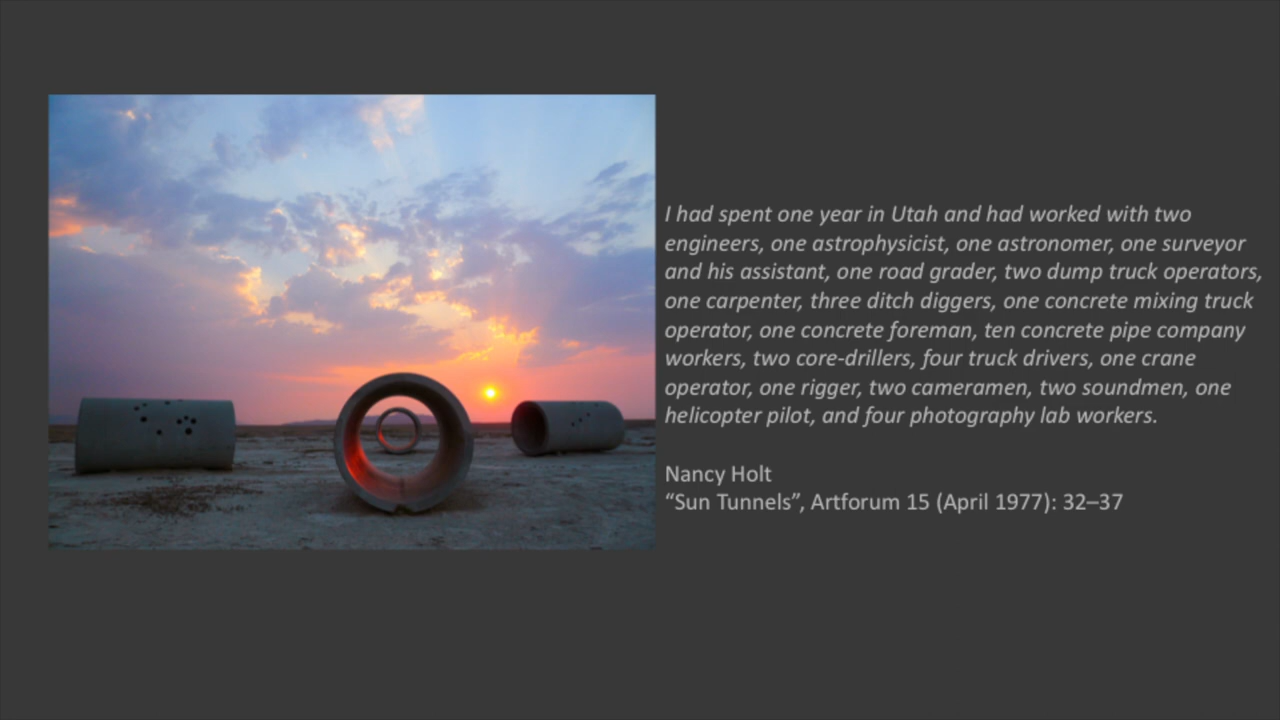 I had spent one year in Utah and had worked with two
engineers, one astrophysicist, one astronomer, one surveyor
and his assistant, one road grader, two dump truck operators,
one carpenter, three ditch diggers, one concrete mixing truck
operator, one concrete foreman, ten concrete pipe company
workers, two core-drillers, four truck drivers, one crane
operator, one rigger, two cameramen, two soundmen, one
helicopter pilot, and four photography lab workers.
Nancy Holt
“Sun Tunnels”, Artforum 15 (April 1977): 32–37